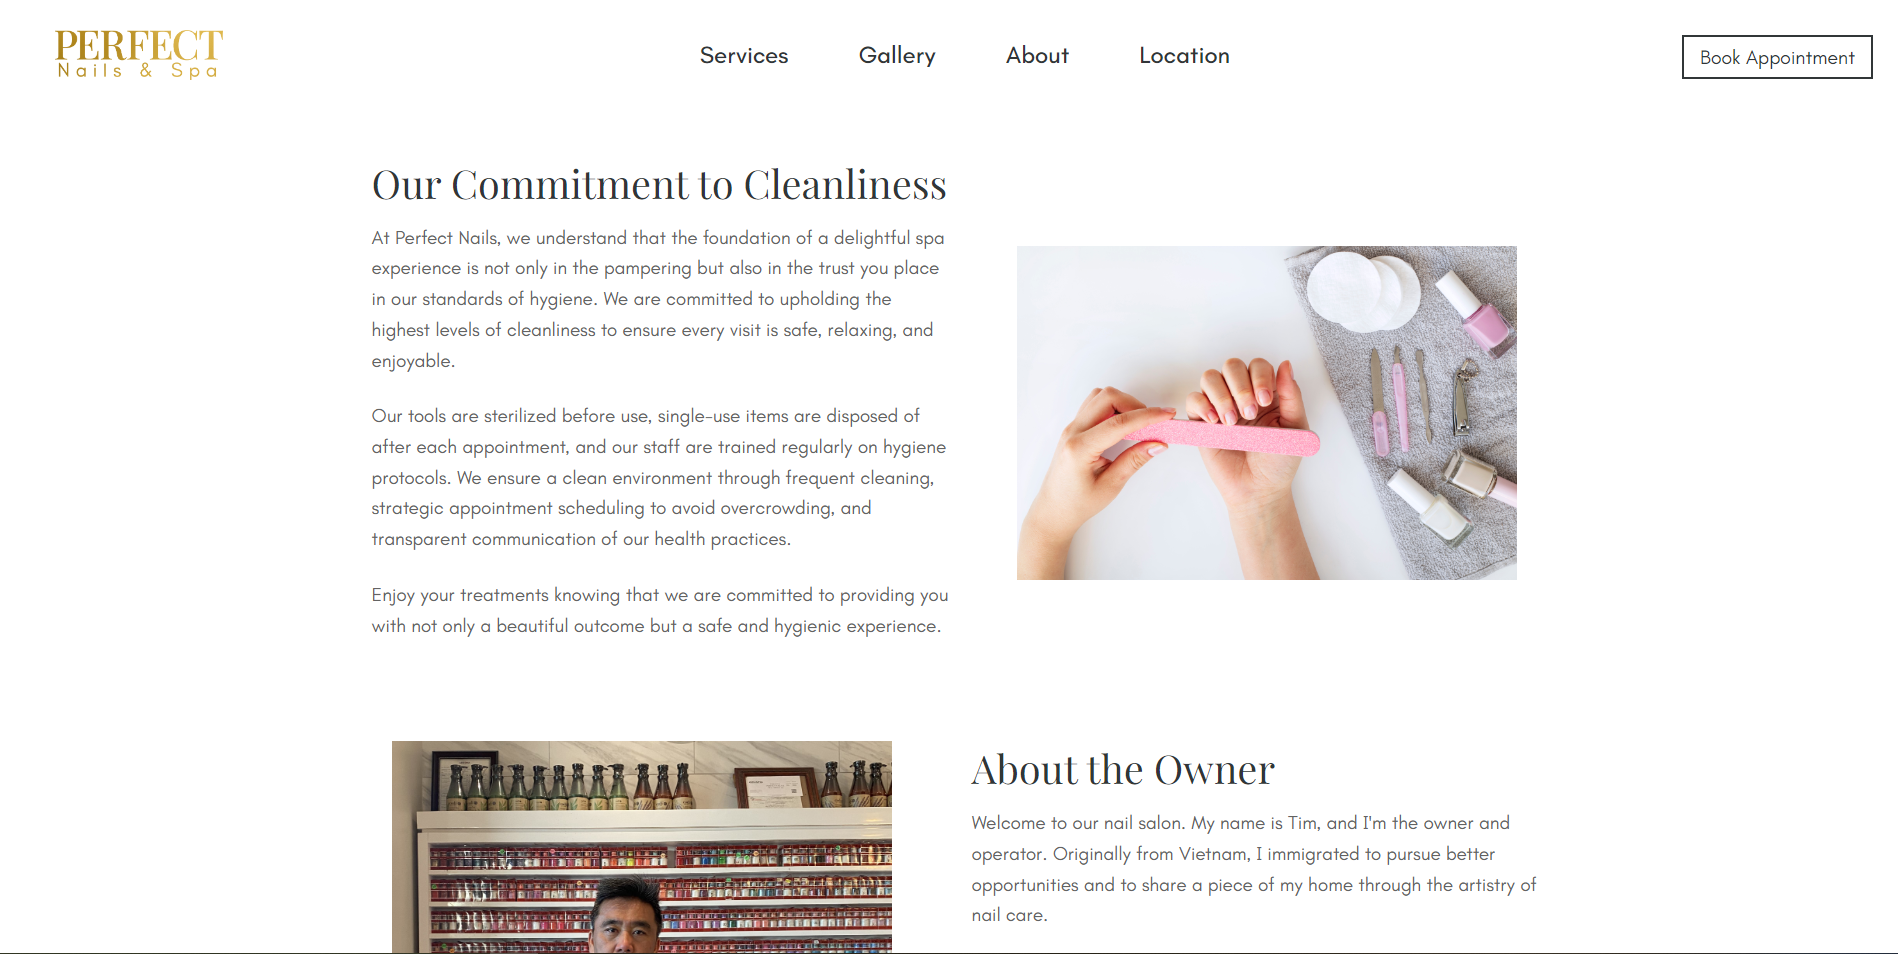 PERFECT
Nails & Spa
Services
Gallery
About
Location
Book Appointment
Our Commitment to Cleanliness
At Perfect Nails, we understand that the foundation of a delightful spa
experience is not only in the pampering but also in the trust you place
in our standards of hygiene. We are committed to upholding the
highest levels of cleanliness to ensure every visit is safe, relaxing, and
enjoyable.
Our tools are sterilized before use, single-use items are disposed of
after each appointment, and our staff are trained regularly on hygiene
protocols. We ensure a clean environment through frequent cleaning,
strategic appointment scheduling to avoid overcrowding, and
transparent communication of our health practices.
Enjoy your treatments knowing that we are committed to providing you
with not only a beautiful outcome but a safe and hygienic experience.
About the Owner
Welcome to our nail salon. My name is Tim, and I'm the owner and
operator. Originally from Vietnam, I immigrated to pursue better
opportunities and to share a piece of my home through the artistry of
nail care.